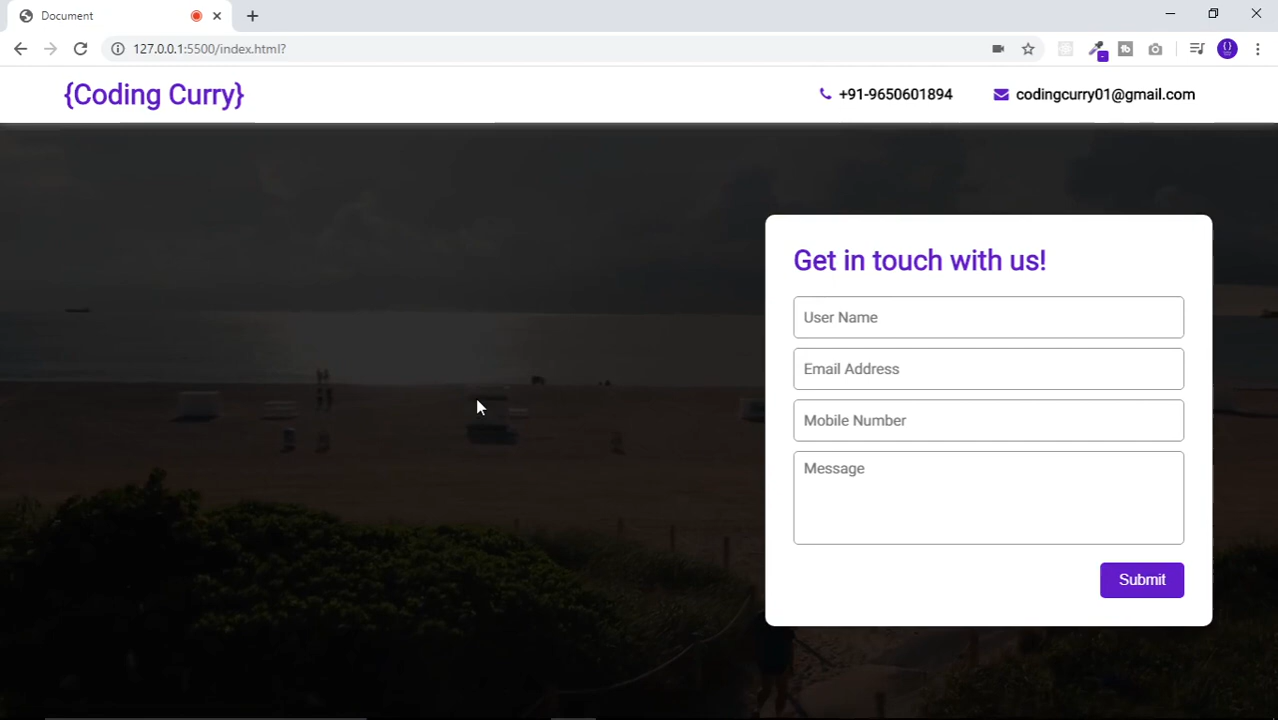 Document
127.0.0.1:5500/index.html?
{Coding Curry}
+91-9650601894
codingcurry01@gmail.com
Get in touch with us!
User Name
Email Address
Mobile Number
Message
Submit